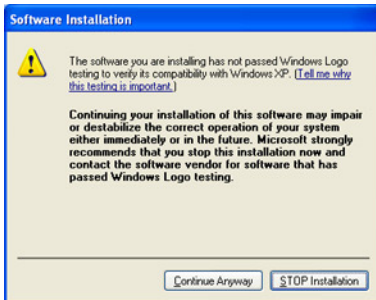 Software Installation
The software you are installing has not passed Windows Logo
testing to verify its compatibility with Windows XP. (Tell me why
this testing is important.)
Continuing your installation of this software may impair
or destabilize the correct operation of your system
either immediately or in the future. Microsoft strongly
recommends that you stop this installation now and
contact the software vendor for software that has
passed Windows Logo testing.
Continue Anyway
STOP Installation